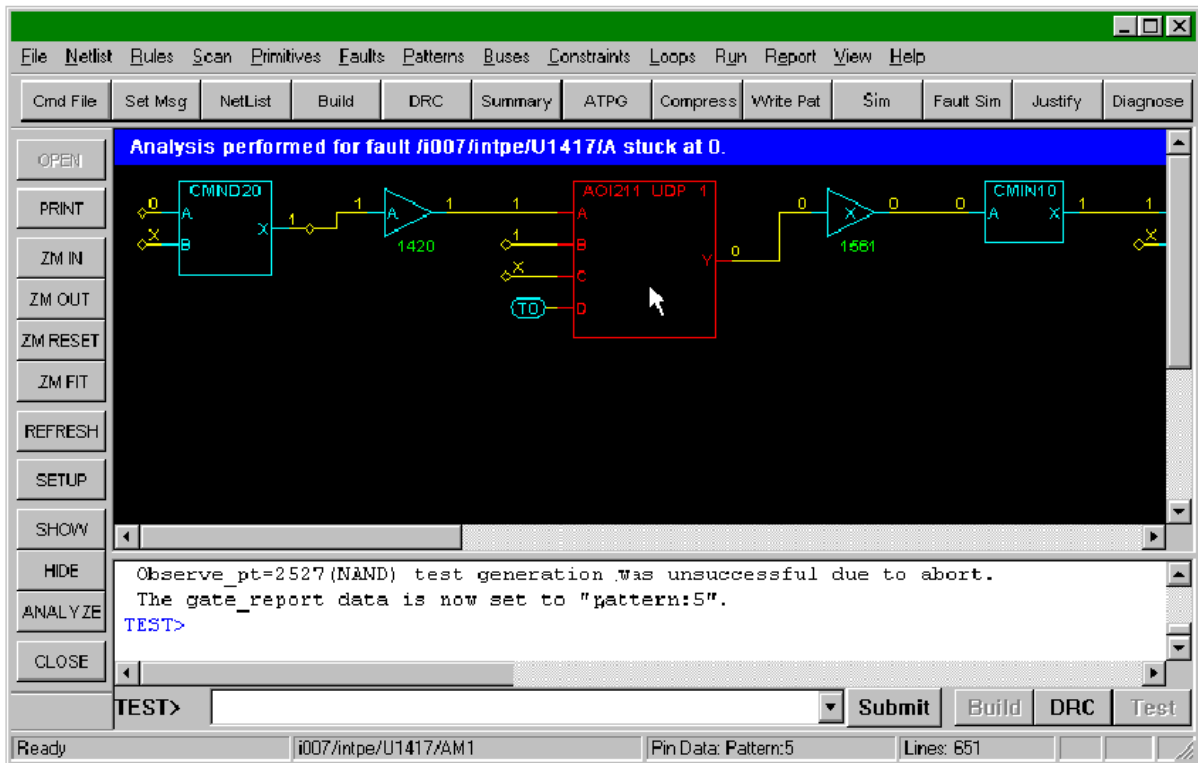 File Netlist Rules Scan Primitives Faults Patterns Buses Constraints Loops Run Report View Help
Cmd File Set Msg NetList Build DRC Summary ATPG Compress Write Pat Sim Fault Sim Justify Diagnose
OPEN
PRINT
ZM IN
ZM OUT
ZM RESET
ZM FIT
REFRESH
SETUP
SHOW
HIDE
ANALYZE
CLOSE
Analysis performed for fault /i007/intpe/U1417/A stuck at 0.
CMND20 AOI211_UDP_1 CMIN10
0 A 1 A 1 1 A 0 X 0 0 A X 1 1
X B X 1 1420 1 B 1561 X
Y 0
X C
T0 D
Observe_pt=2527(NAND) test generation was unsuccessful due to abort.
The gate_report data is now set to "pattern:5".
TEST>
TEST> Submit Build DRC Test
Ready i007/intpe/U1417/AM1 Pin Data: Pattern:5 Lines: 651